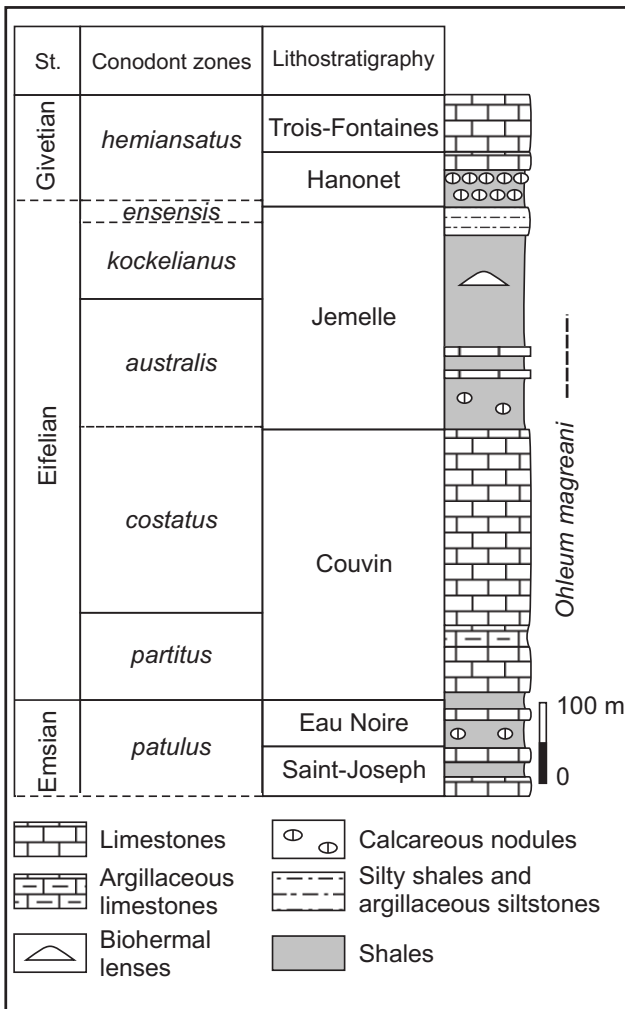 St.
Conodont zones
Lithostratigraphy
Givetian
hemiansatus
Trois-Fontaines
Hanonet
Eifelian
ensensis
kockelianus
Jemelle
australis
costatus
Couvin
partitus
Ohleum magreani
Emsian
patulus
Eau Noire
Saint-Joseph
100 m
0
Limestones
Calcareous nodules
Argillaceous
limestones
Silty shales and
argillaceous siltstones
Biohermal
lenses
Shales